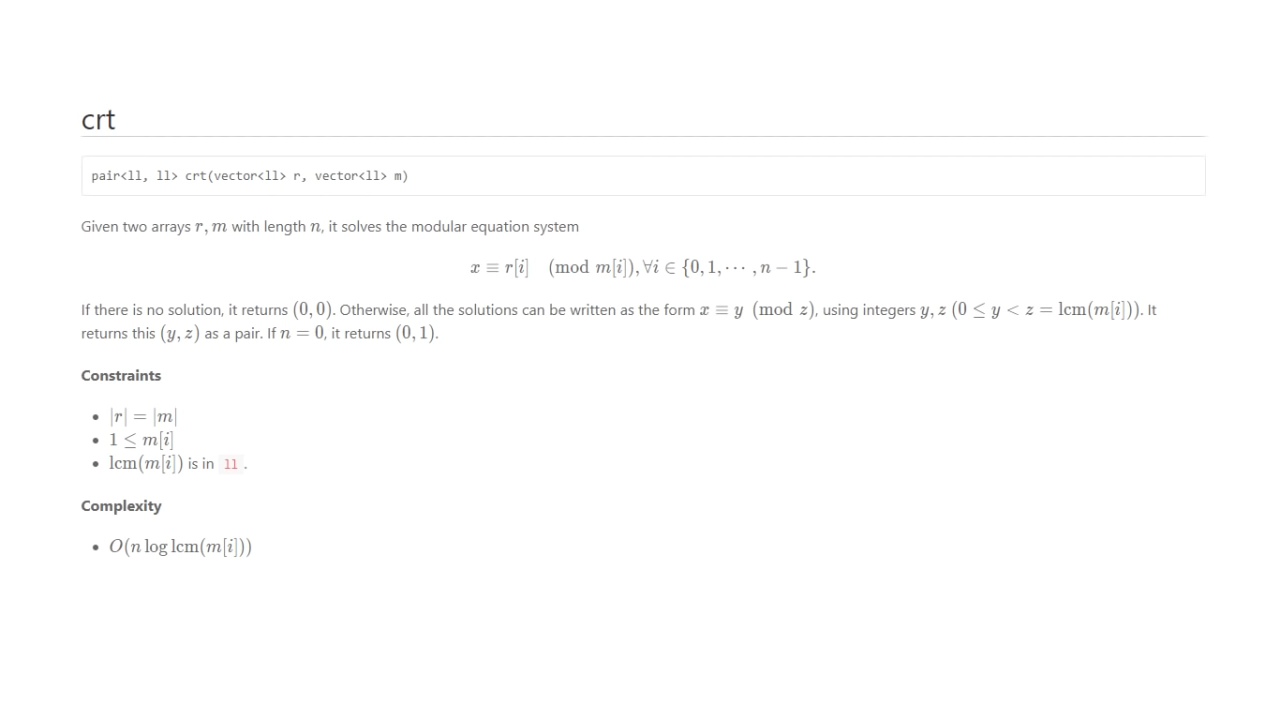 crt
pair<ll, ll> crt(vector<ll> r, vector<ll> m)
Given two arrays r, m with length n, it solves the modular equation system
x ≡ r[i] (mod m[i]), ∀i ∈ {0, 1, ⋯ , n − 1}.
If there is no solution, it returns (0, 0). Otherwise, all the solutions can be written as the form x ≡ y (mod z), using integers y, z (0 ≤ y < z = lcm(m[i])). It
returns this (y, z) as a pair. If n = 0, it returns (0, 1).
Constraints
• |r| = |m|
• 1 ≤ m[i]
• lcm(m[i]) is in ll .
Complexity
• O(n log lcm(m[i]))